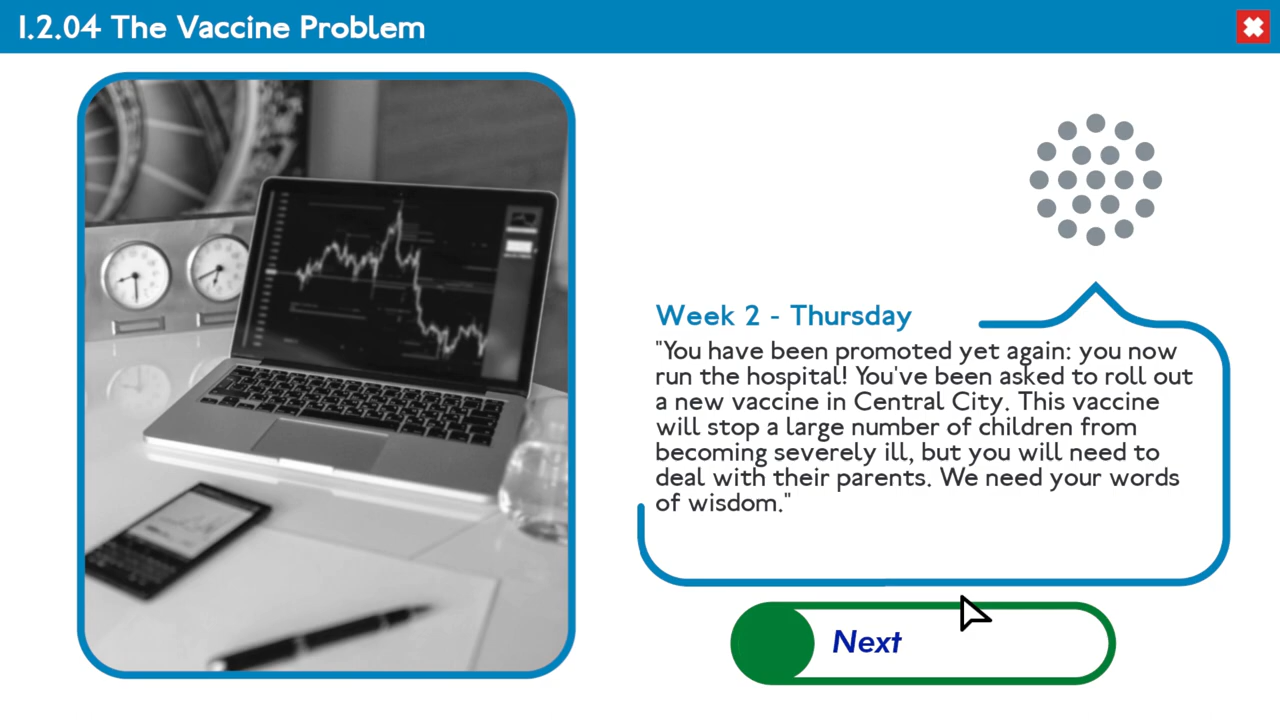 1.2.04 The Vaccine Problem
Week 2 - Thursday
"You have been promoted yet again: you now
run the hospital! You've been asked to roll out
a new vaccine in Central City. This vaccine
will stop a large number of children from
becoming severely ill, but you will need to
deal with their parents. We need your words
of wisdom."
Next